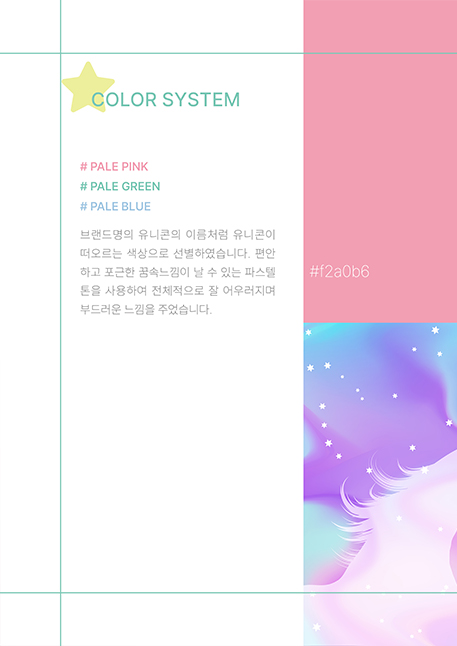 COLOR SYSTEM
# PALE PINK
# PALE GREEN
# PALE BLUE
브랜드명의 유니콘의 이름처럼 유니콘이
떠오르는 색상으로 선별하였습니다. 편안
하고 포근한 꿈속느낌이 날 수 있는 파스텔
톤을 사용하여 전체적으로 잘 어우러지며
부드러운 느낌을 주었습니다.
#f2a0b6